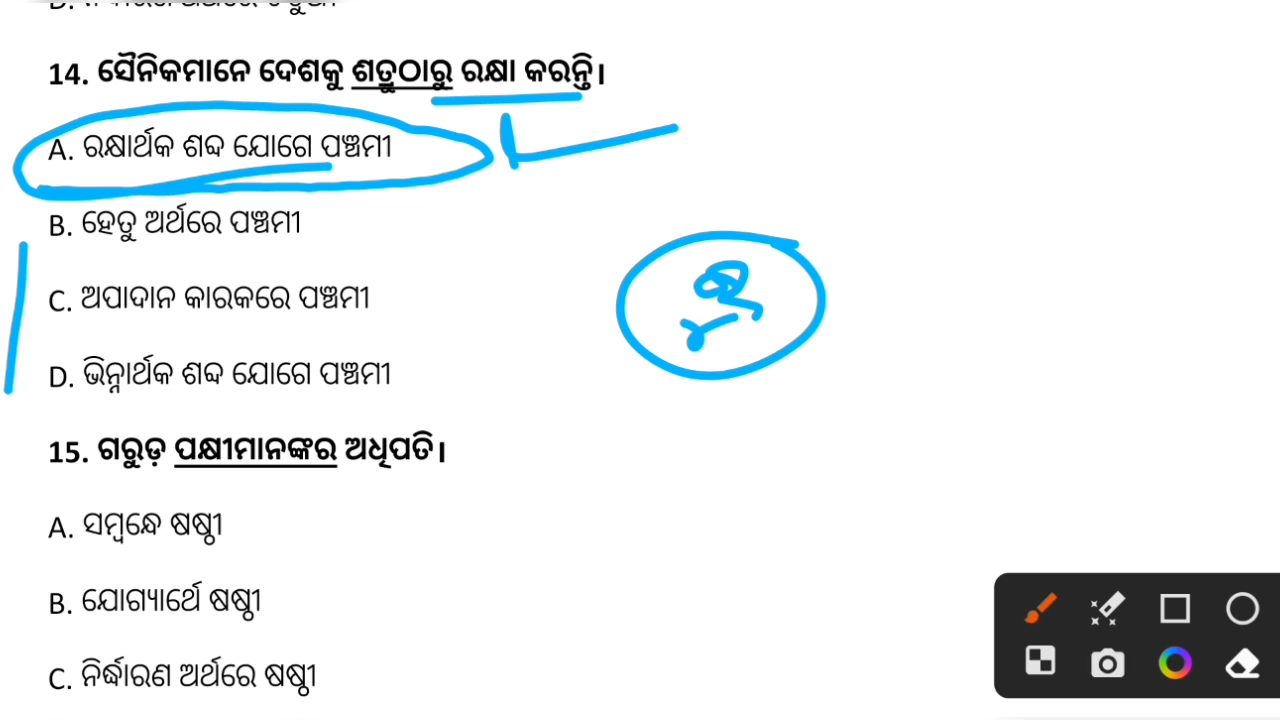 14. ସୈନିକମାନେ ଦେଶକୁ ଶତ୍ରୁଠାରୁ ରକ୍ଷା କରନ୍ତି।
A. ରକ୍ଷାର୍ଥକ ଶବ୍ଦ ଯୋଗେ ପଞ୍ଚମୀ
B. ହେତୁ ଅର୍ଥରେ ପଞ୍ଚମୀ
C. ଅପାଦାନ କାରକରେ ପଞ୍ଚମୀ
D. ଭିନ୍ନାର୍ଥକ ଶବ୍ଦ ଯୋଗେ ପଞ୍ଚମୀ
15. ଗରୁଡ଼ ପକ୍ଷୀମାନଙ୍କର ଅଧିପତି।
A. ସମ୍ବନ୍ଧେ ଷଷ୍ଠୀ
B. ଯୋଗ୍ୟାର୍ଥେ ଷଷ୍ଠୀ
C. ନିର୍ଦ୍ଧାରଣ ଅର୍ଥରେ ଷଷ୍ଠୀ